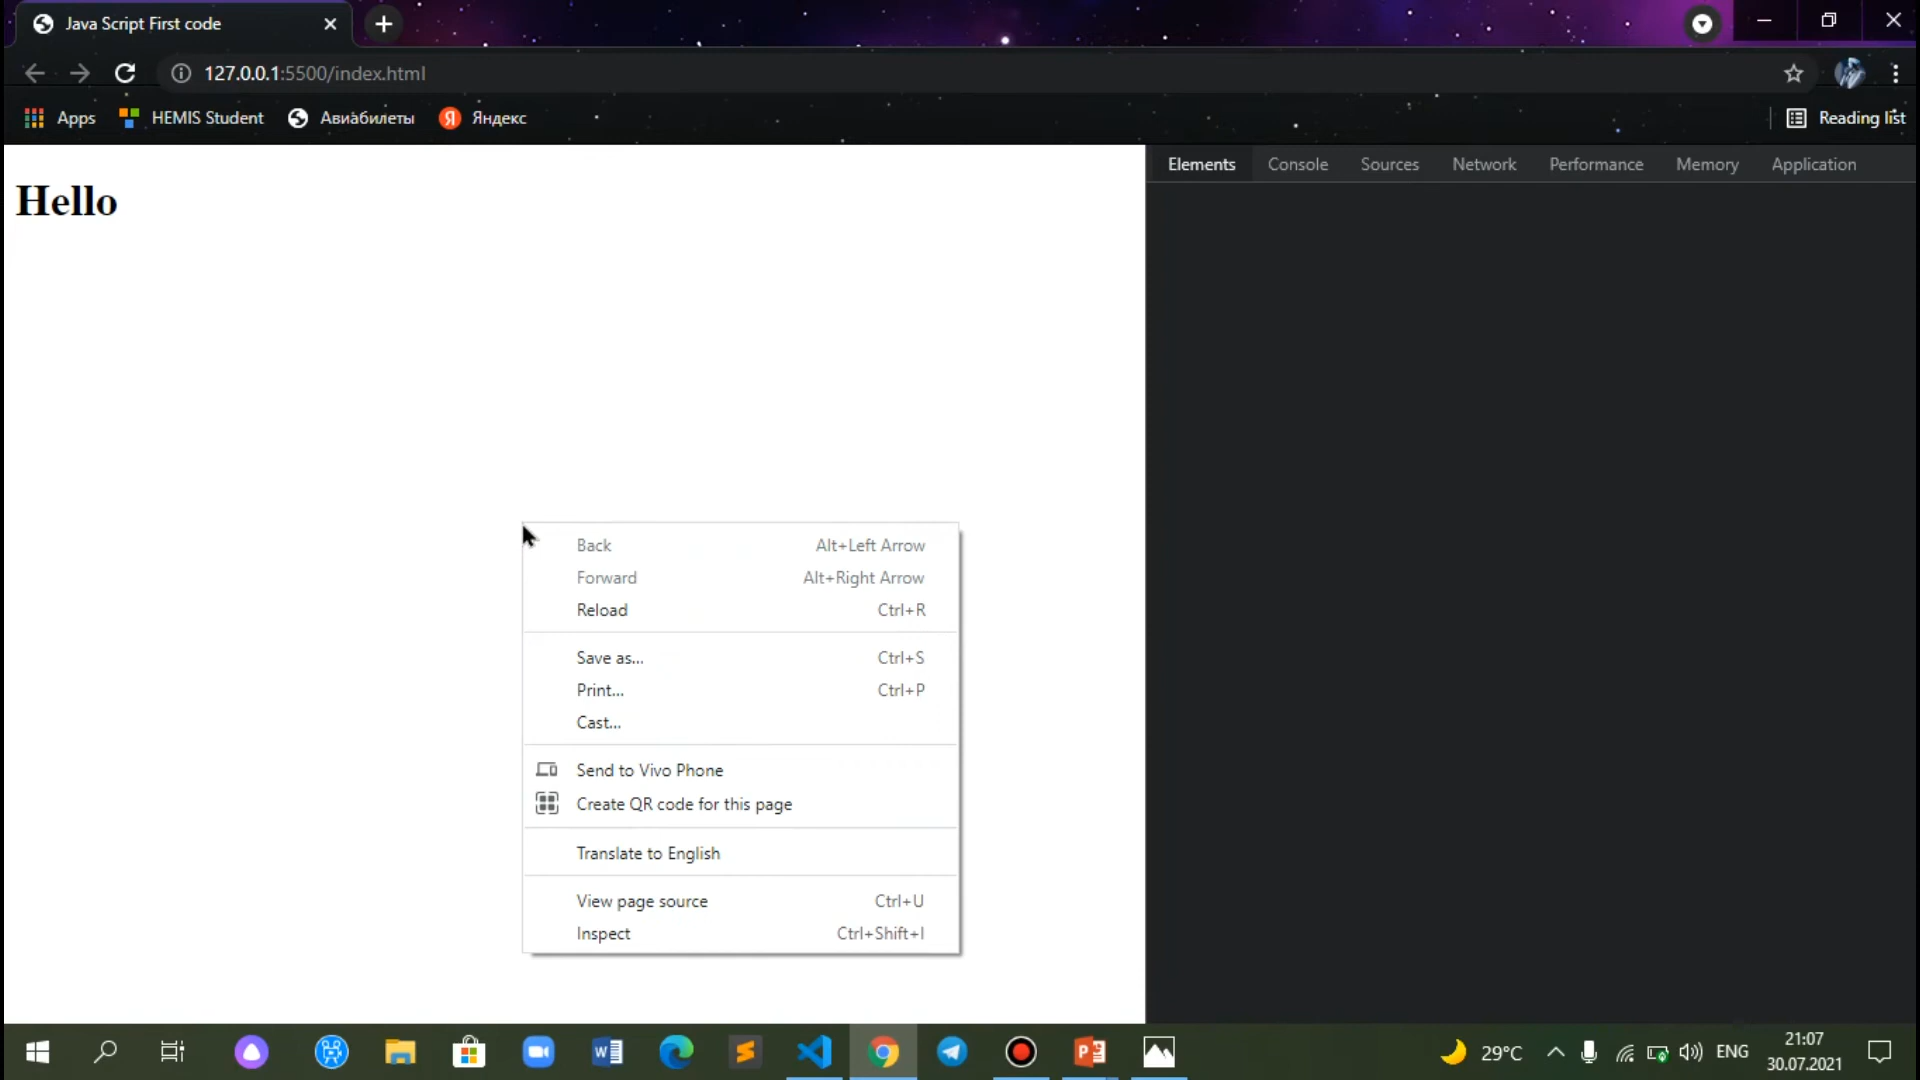 Java Script First code
127.0.0.1:5500/index.html
Apps HEMIS Student Авиабилеты Яндекс Reading list
Elements Console Sources Network Performance Memory Application
Hello
Back Alt+Left Arrow
Forward Alt+Right Arrow
Reload Ctrl+R
Save as... Ctrl+S
Print... Ctrl+P
Cast...
Send to Vivo Phone
Create QR code for this page
Translate to English
View page source Ctrl+U
Inspect Ctrl+Shift+I
29°C ENG 21:07
30.07.2021